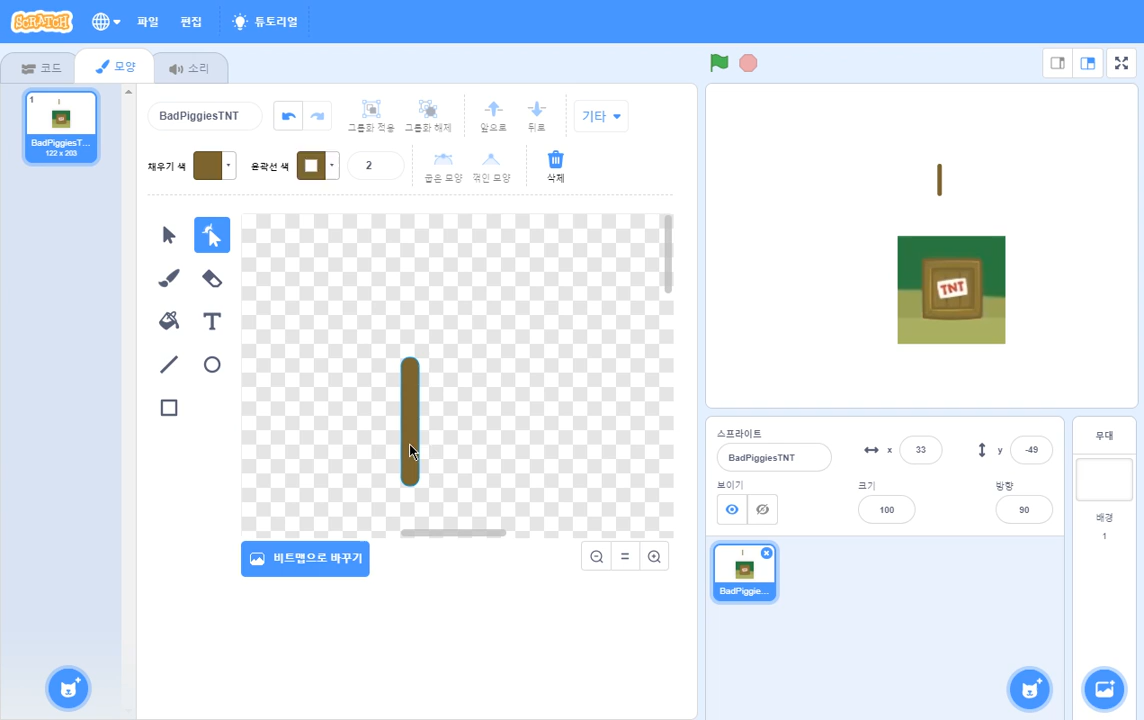 SCRATCH 파일 편집 튜토리얼
코드 모양 소리
1
BadPiggiesT...
122 x 203
BadPiggiesTNT
그룹화 적용 그룹화 해제 앞으로 뒤로 기타
채우기 색 윤곽선 색 2 굽은 모양 꺾인 모양 삭제
비트맵으로 바꾸기
TNT
스프라이트
BadPiggiesTNT x 33 y -49
보이기 크기 방향
100 90
BadPiggie...
무대
배경
1